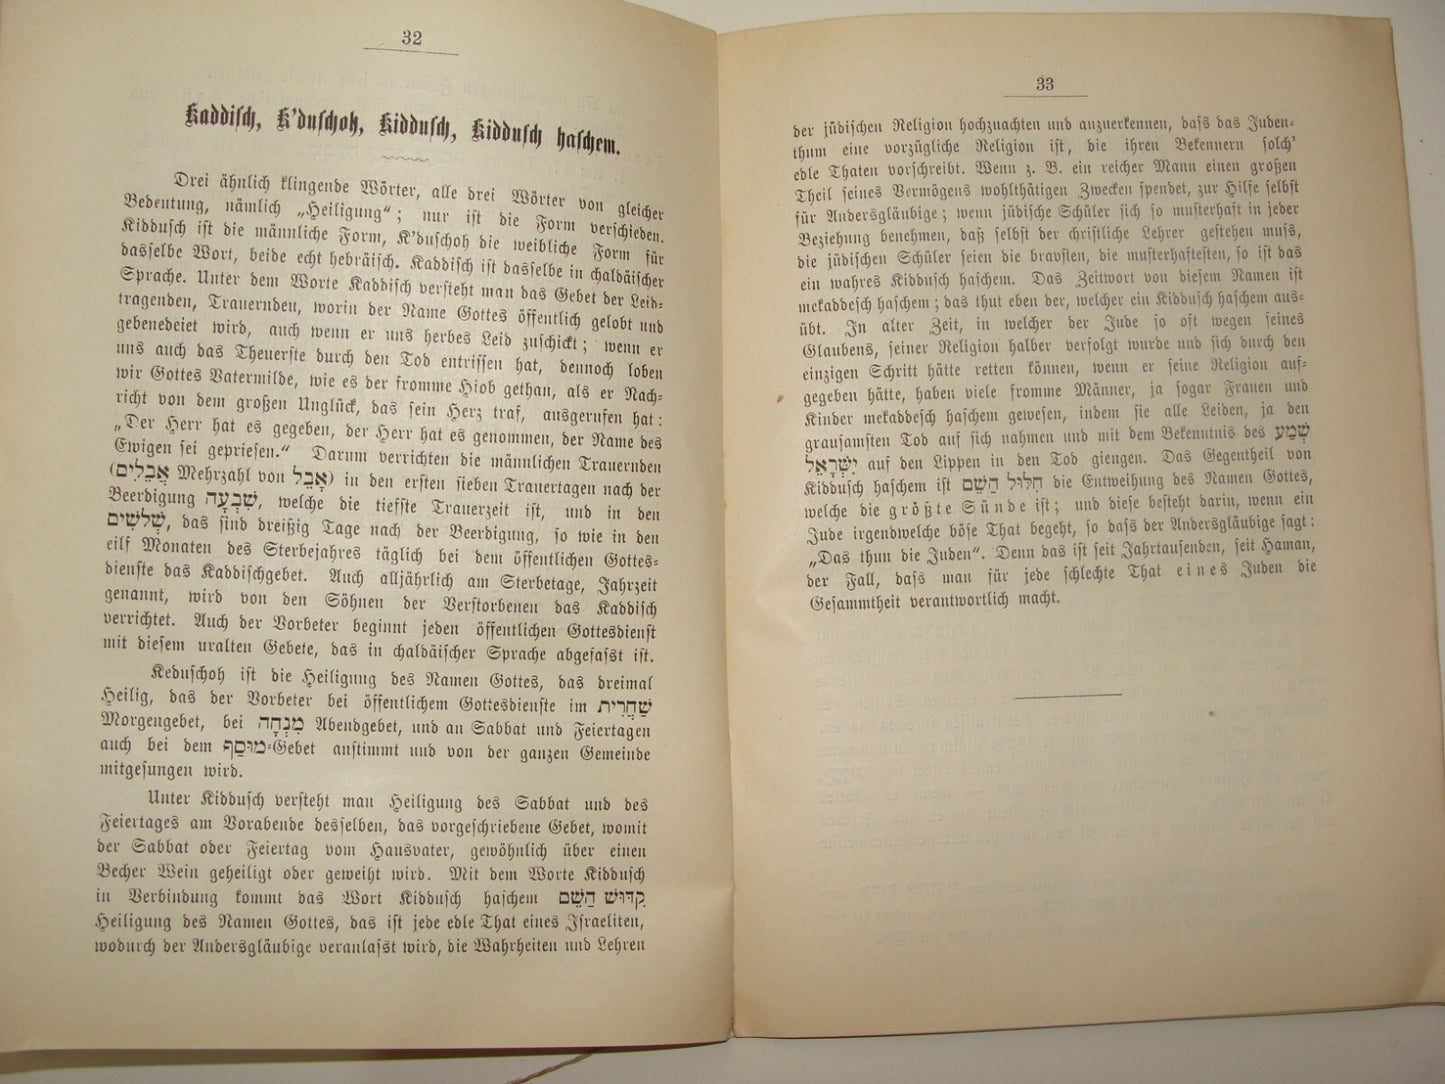 32
Kaddisch, K'duschoh, Kiddusch, Kiddusch haschem.
Drei ähnlich klingende Wörter, alle drei Wörter von gleicher
Bedeutung, nämlich „Heiligung“; nur ist die Form verschieden.
Kiddusch ist die männliche Form, K'duschoh die weibliche Form für
dasselbe Wort, beide echt hebräisch. Kaddisch ist dasselbe in chaldäischer
Sprache. Unter dem Worte Kaddisch versteht man das Gebet der Leid-
tragenden, Trauernden, worin der Name Gottes öffentlich gelobt und
gebenedeiet wird, auch wenn er uns herbes Leid zuschickt; wenn er
uns auch das Theuerste durch den Tod entrissen hat, dennoch loben
wir Gottes Vatermilde, wie es der fromme Hiob gethan, als er Nach-
richt von dem großen Unglück, das sein Herz traf, ausgerufen hat:
„Der Herr hat es gegeben, der Herr hat es genommen, der Name des
Ewigen sei gepriesen.“ Darum verrichten die männlichen Trauernden
(אֲבֵלִים Mehrzahl von אָבֵל) in den ersten sieben Trauertagen nach der
Beerdigung שִׁבְעָה, welche die tiefste Trauerzeit ist, und in den
שְׁלֹשִׁים, das sind dreißig Tage nach der Beerdigung, so wie in den
eilf Monaten des Sterbejahres täglich bei dem öffentlichen Gottes-
dienste das Kaddischgebet. Auch alljährlich am Sterbetage, Jahrzeit
genannt, wird von den Söhnen der Verstorbenen das Kaddisch
verrichtet. Auch der Vorbeter beginnt jeden öffentlichen Gottesdienst
mit diesem uralten Gebete, das in chaldäischer Sprache abgefasst ist.
Keduschoh ist die Heiligung des Namen Gottes, das dreimal
Heilig, das der Vorbeter bei öffentlichem Gottesdienste im שַׁחֲרִית
Morgengebet, bei מִנְחָה Abendgebet, und an Sabbat und Feiertagen
auch bei dem מוּסַף-Gebet anstimmt und von der ganzen Gemeinde
mitgesungen wird.
Unter Kiddusch versteht man Heiligung des Sabbat und des
Feiertages am Vorabende desselben, das vorgeschriebene Gebet, womit
der Sabbat oder Feiertag vom Hausvater, gewöhnlich über einen
Becher Wein geheiligt oder geweiht wird. Mit dem Worte Kiddusch
in Verbindung kommt das Wort Kiddusch haschem קִדּוּשׁ הַשֵּׁם
Heiligung des Namen Gottes, das ist jede edle That eines Israeliten,
wodurch der Andersgläubige veranlasst wird, die Wahrheiten und Lehren
33
der jüdischen Religion hochzuachten und anzuerkennen, dass das Juden-
thum eine vorzügliche Religion ist, die ihren Bekennern solch'
edle Thaten vorschreibt. Wenn z. B. ein reicher Mann einen großen
Theil seines Vermögens wohlthätigen Zwecken spendet, zur Hilfe selbst
für Andersgläubige; wenn jüdische Schüler sich so musterhaft in jeder
Beziehung benehmen, daß selbst der christliche Lehrer gestehen muss,
die jüdischen Schüler seien die bravsten, die musterhaftesten, so ist das
ein wahres Kiddusch haschem. Das Zeitwort von diesem Namen ist
mekaddesch haschem; das thut eben der, welcher ein Kiddusch haschem aus-
übt. In alter Zeit, in welcher der Jude so oft wegen seines
Glaubens, seiner Religion halber verfolgt wurde und sich durch den
einzigen Schritt hätte retten können, wenn er seine Religion auf-
gegeben hätte, haben viele fromme Männer, ja sogar Frauen und
Kinder mekaddesch haschem gewesen, indem sie alle Leiden, ja den
grausamsten Tod auf sich nahmen und mit dem Bekenntnis des שְׁמַע
יִשְׂרָאֵל auf den Lippen in den Tod giengen. Das Gegentheil von
Kiddusch haschem ist חִלּוּל הַשֵּׁם die Entweihung des Namen Gottes,
welche die größte Sünde ist; und diese besteht darin, wenn ein
Jude irgendwelche böse That begeht, so dass der Andersgläubige sagt:
„Das thun die Juden“. Denn das ist seit Jahrtausenden, seit Haman,
der Fall, dass man für jede schlechte That eines Juden die
Gesammtheit verantwortlich macht.